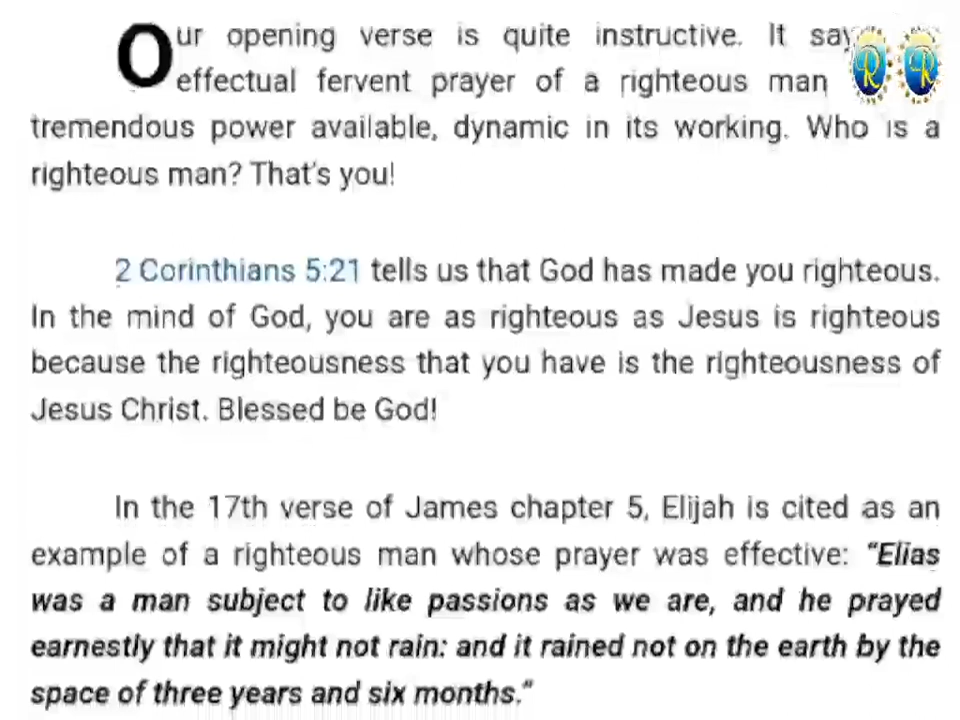 Our opening verse is quite instructive. It say
effectual fervent prayer of a righteous man
tremendous power available, dynamic in its working. Who is a
righteous man? That's you!
2 Corinthians 5:21 tells us that God has made you righteous.
In the mind of God, you are as righteous as Jesus is righteous
because the righteousness that you have is the righteousness of
Jesus Christ. Blessed be God!
In the 17th verse of James chapter 5, Elijah is cited as an
example of a righteous man whose prayer was effective: "Elias
was a man subject to like passions as we are, and he prayed
earnestly that it might not rain: and it rained not on the earth by the
space of three years and six months."